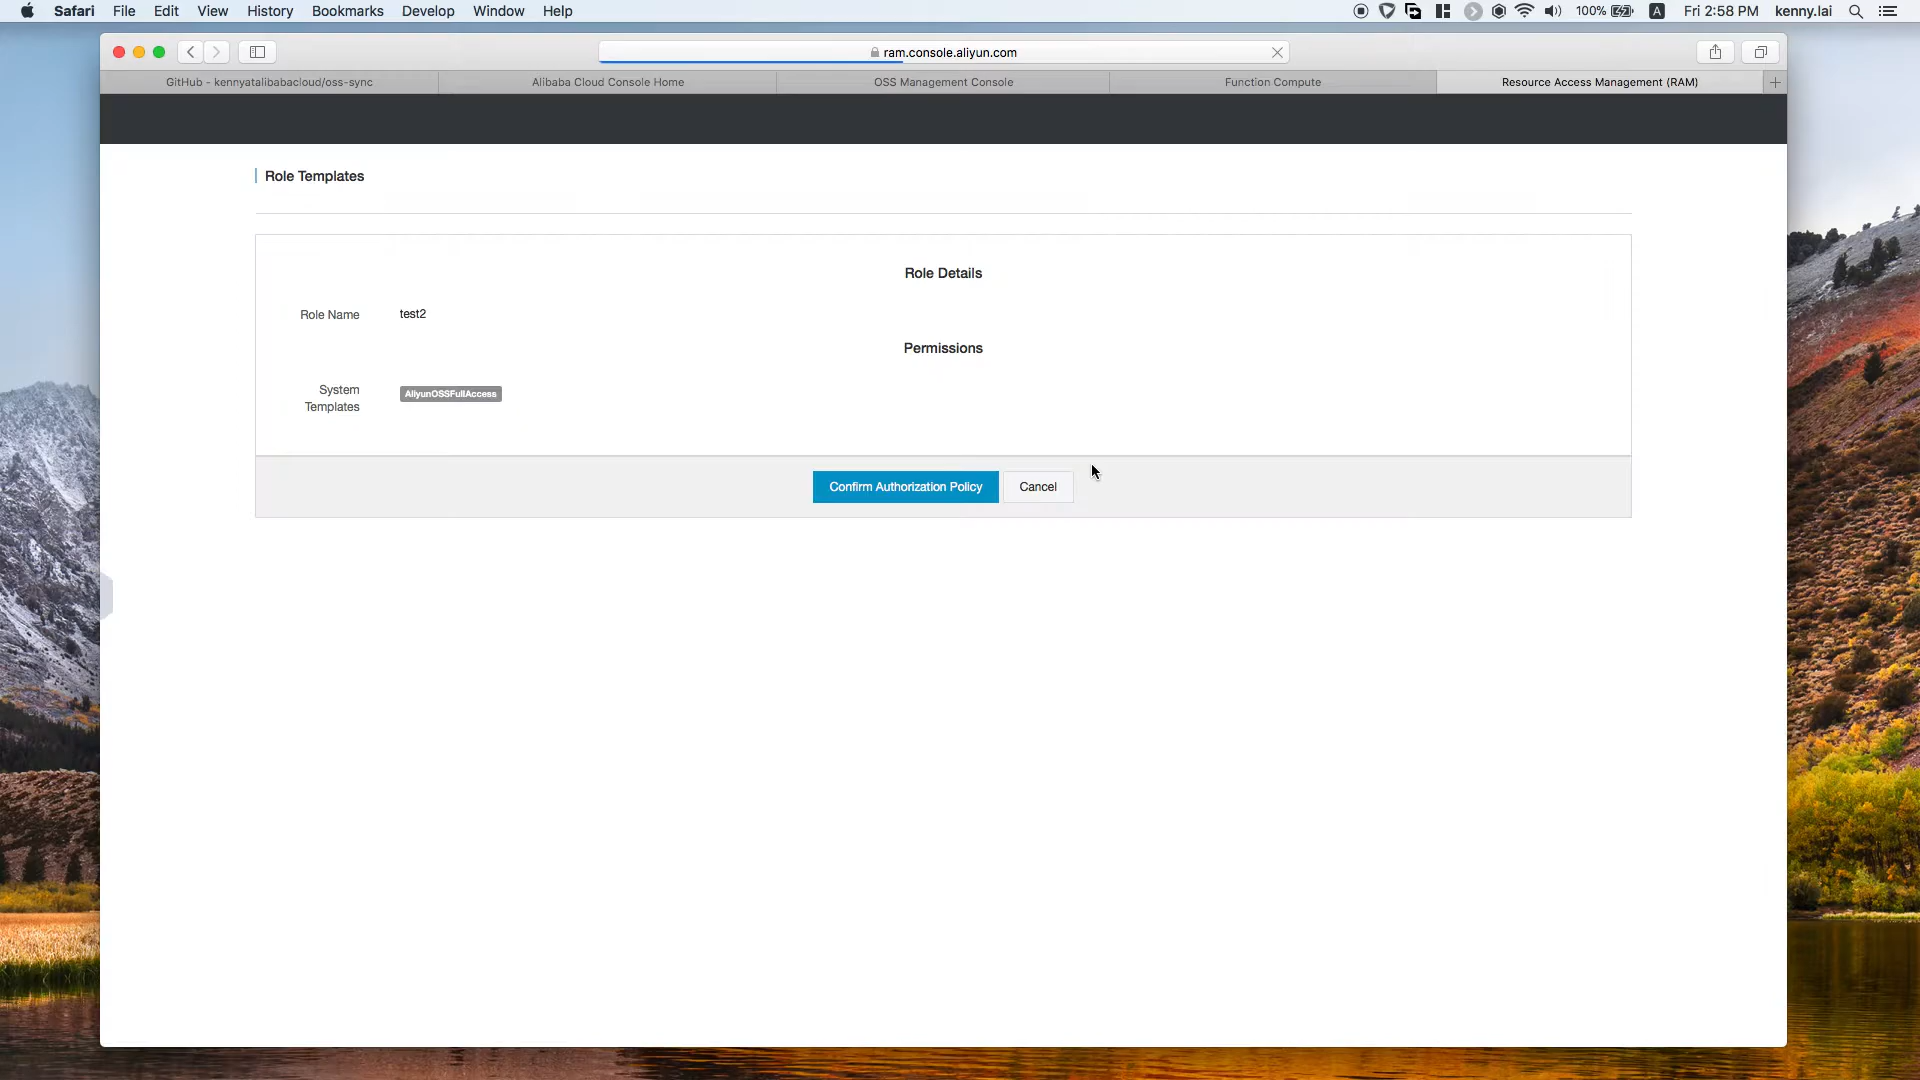 Safari File Edit View History Bookmarks Develop Window Help 100% A Fri 2:58 PM kenny.lai
ram.console.aliyun.com
GitHub - kennyatalibabacloud/oss-sync Alibaba Cloud Console Home OSS Management Console Function Compute Resource Access Management (RAM)
Role Templates
Role Details
Role Name test2
Permissions
System
Templates
AliyunOSSFullAccess
Confirm Authorization Policy Cancel